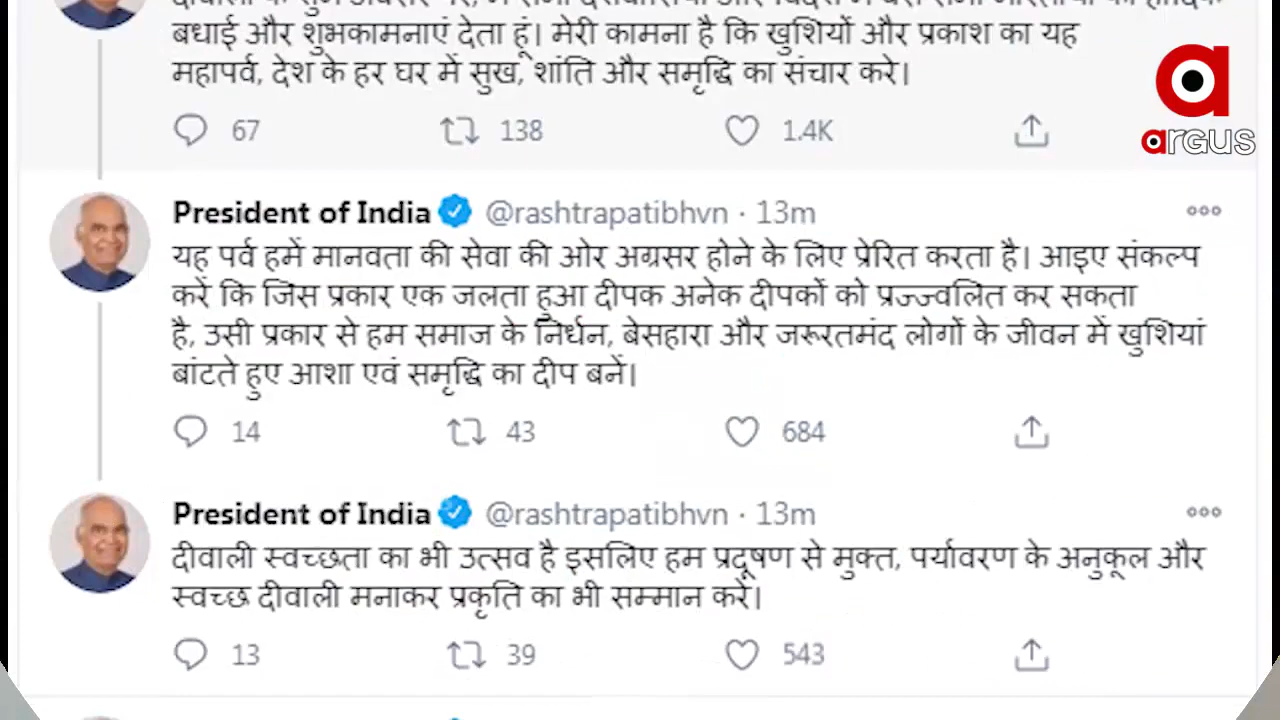 बधाई और शुभकामनाएं देता हूं। मेरी कामना है कि खुशियों और प्रकाश का यह
महापर्व, देश के हर घर में सुख, शांति और समृद्धि का संचार करे।
67 138 1.4K
argus
President of India @rashtrapatibhvn · 13m
यह पर्व हमें मानवता की सेवा की ओर अग्रसर होने के लिए प्रेरित करता है। आइए संकल्प
करें कि जिस प्रकार एक जलता हुआ दीपक अनेक दीपकों को प्रज्ज्वलित कर सकता
है, उसी प्रकार से हम समाज के निर्धन, बेसहारा और जरूरतमंद लोगों के जीवन में खुशियां
बांटते हुए आशा एवं समृद्धि का दीप बनें।
14 43 684
President of India @rashtrapatibhvn · 13m
दीवाली स्वच्छता का भी उत्सव है इसलिए हम प्रदूषण से मुक्त, पर्यावरण के अनुकूल और
स्वच्छ दीवाली मनाकर प्रकृति का भी सम्मान करें।
13 39 543